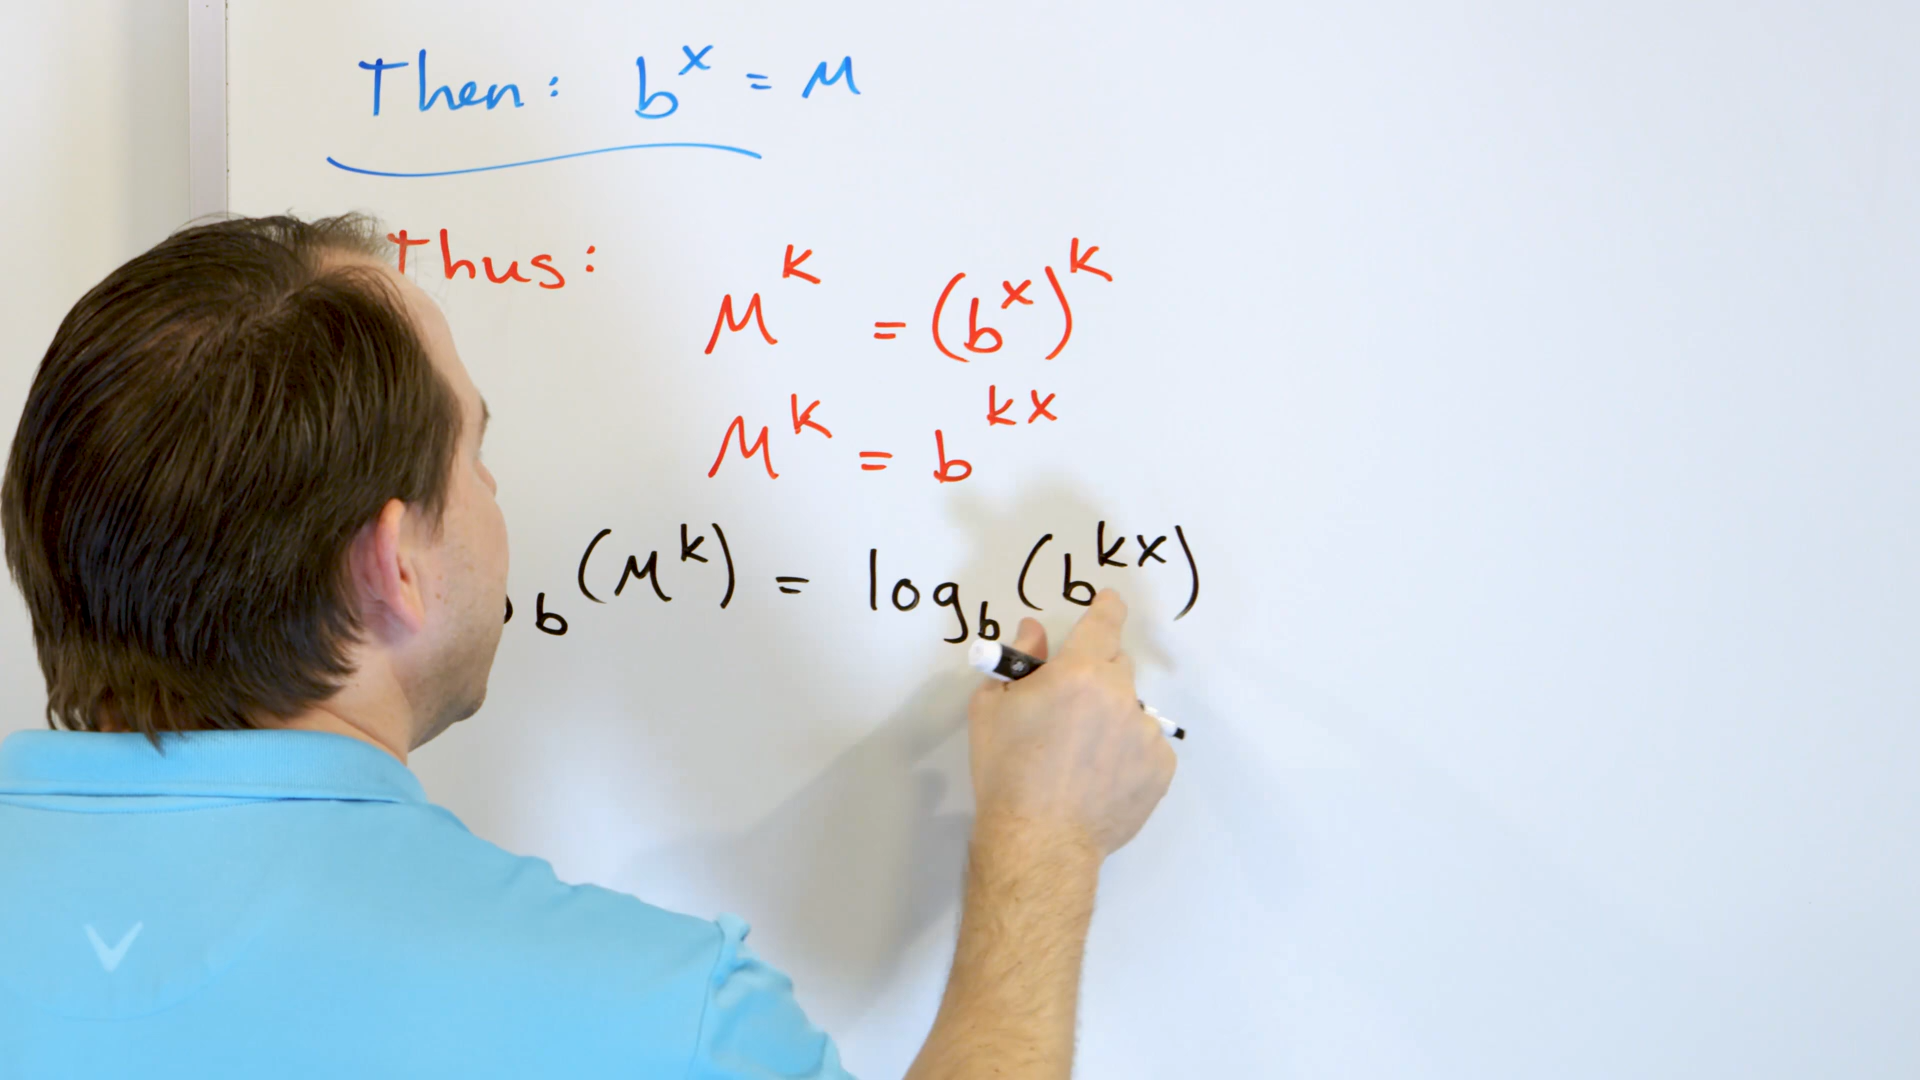 Then: b^x = M
Thus: M^k = (b^x)^k
M^k = b^kx
b (M^k) = log_b (b^kx)